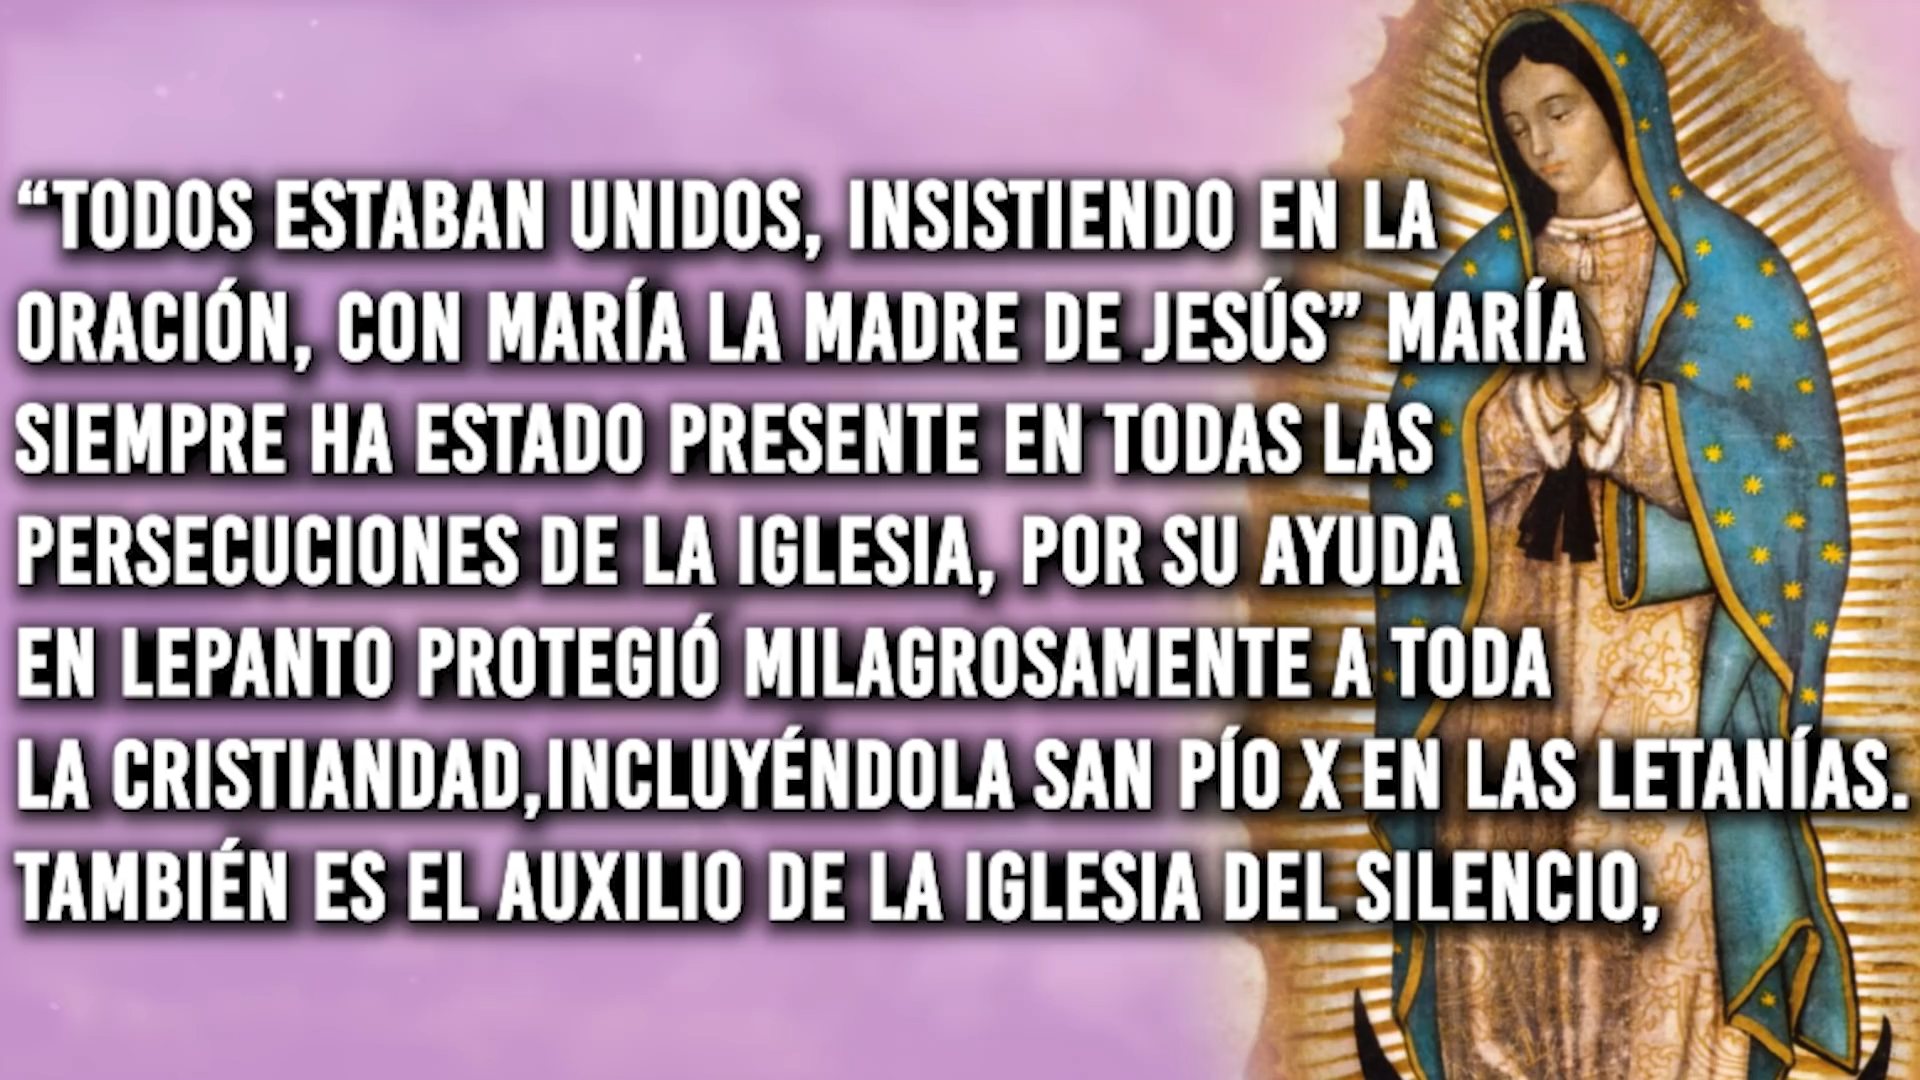 “TODOS ESTABAN UNIDOS, INSISTIENDO EN LA
ORACIÓN, CON MARÍA LA MADRE DE JESÚS” MARÍA
SIEMPRE HA ESTADO PRESENTE EN TODAS LAS
PERSECUCIONES DE LA IGLESIA, POR SU AYUDA
EN LEPANTO PROTEGIÓ MILAGROSAMENTE A TODA
LA CRISTIANDAD,INCLUYÉNDOLA SAN PÍO X EN LAS LETANÍAS.
TAMBIÉN ES EL AUXILIO DE LA IGLESIA DEL SILENCIO,